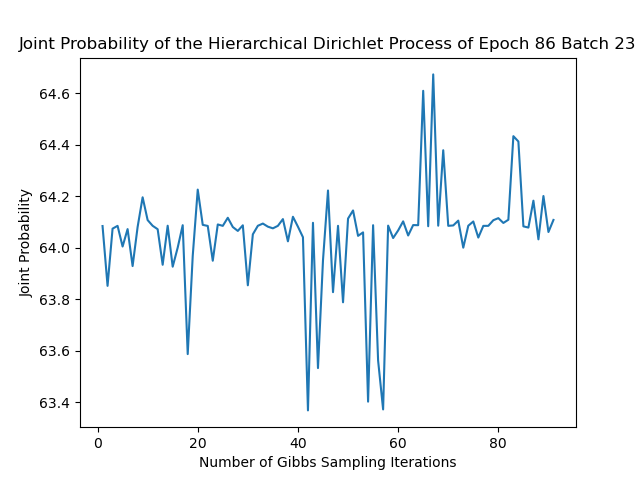 Joint Probability of the Hierarchical Dirichlet Process of Epoch 86 Batch 23
64.6
64.4
64.2
64.0
63.8
63.6
63.4
Joint Probability
0 20 40 60 80
Number of Gibbs Sampling Iterations